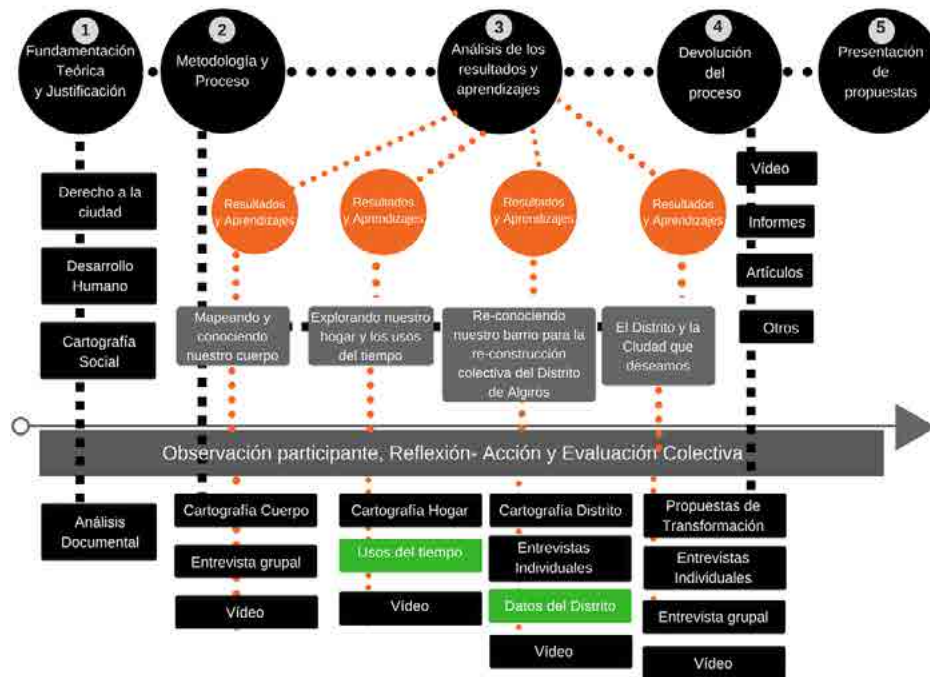 1
Fundamentación
Teórica
y Justificación
2
Metodología y
Proceso
3
Análisis de los
resultados y
aprendizajes
4
Devolución
del
proceso
5
Presentación
de
propuestas
Derecho a la
ciudad
Desarrollo
Humano
Cartografía
Social
Resultados
y Aprendizajes
Resultados
y Aprendizajes
Resultados
y Aprendizajes
Resultados
y Aprendizajes
Vídeo
Informes
Artículos
Otros
Mapeando y
conociendo
nuestro cuerpo
Explorando nuestro
hogar y los usos
del tiempo
Re-conociendo
nuestro barrio para la
re-construcción
colectiva del Distrito
de Algiros
El Distrito y la
Ciudad que
deseamos
Observación participante, Reflexión- Acción y Evaluación Colectiva
Análisis
Documental
Cartografía Cuerpo
Entrevista grupal
Vídeo
Cartografía Hogar
Usos del tiempo
Vídeo
Cartografía Distrito
Entrevistas
Individuales
Datos del Distrito
Vídeo
Propuestas de
Transformación
Entrevistas
Individuales
Entrevista grupal
Vídeo